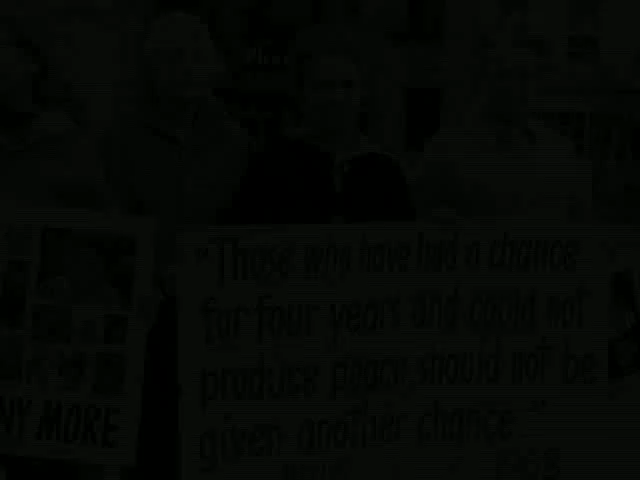 "Those who have had a chance
for four years and could not
produce peace, should not be
given another chance."
NY MORE